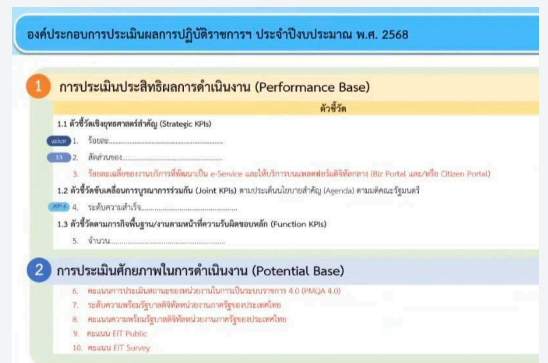 องค์ประกอบการประเมินผลการปฏิบัติราชการฯ ประจำปีงบประมาณ พ.ศ. 2568
1 การประเมินประสิทธิผลการดำเนินงาน (Performance Base)
ตัวชี้วัด
1.1 ตัวชี้วัดเชิงยุทธศาสตร์สำคัญ (Strategic KPIs)
1. ร้อยละ
2. สัดส่วนของ
3. ร้อยละเฉลี่ยของงานบริการที่พัฒนาเป็น e-Service และให้บริการบนแพลตฟอร์มดิจิทัลกลาง (Biz Portal และ/หรือ Citizen Portal)
1.2 ตัวชี้วัดขับเคลื่อนการบูรณาการร่วมกัน (Joint KPIs) ตามประเด็นนโยบายสำคัญ (Agenda) ตามมติคณะรัฐมนตรี
4. ระดับความสำเร็จ
1.3 ตัวชี้วัดตามภารกิจพื้นฐาน/งานตามหน้าที่ความรับผิดชอบหลัก (Function KPIs)
5. จำนวน
2 การประเมินศักยภาพในการดำเนินงาน (Potential Base)
6. คะแนนการประเมินสถานะของหน่วยงานในการเป็นระบบราชการ 4.0 (PMQA 4.0)
7. ระดับความพร้อมรัฐบาลดิจิทัลหน่วยงานภาครัฐของประเทศไทย
8. คะแนนความพร้อมรัฐบาลดิจิทัลหน่วยงานภาครัฐของประเทศไทย
9. คะแนน EIT Public
10. คะแนน EIT Survey